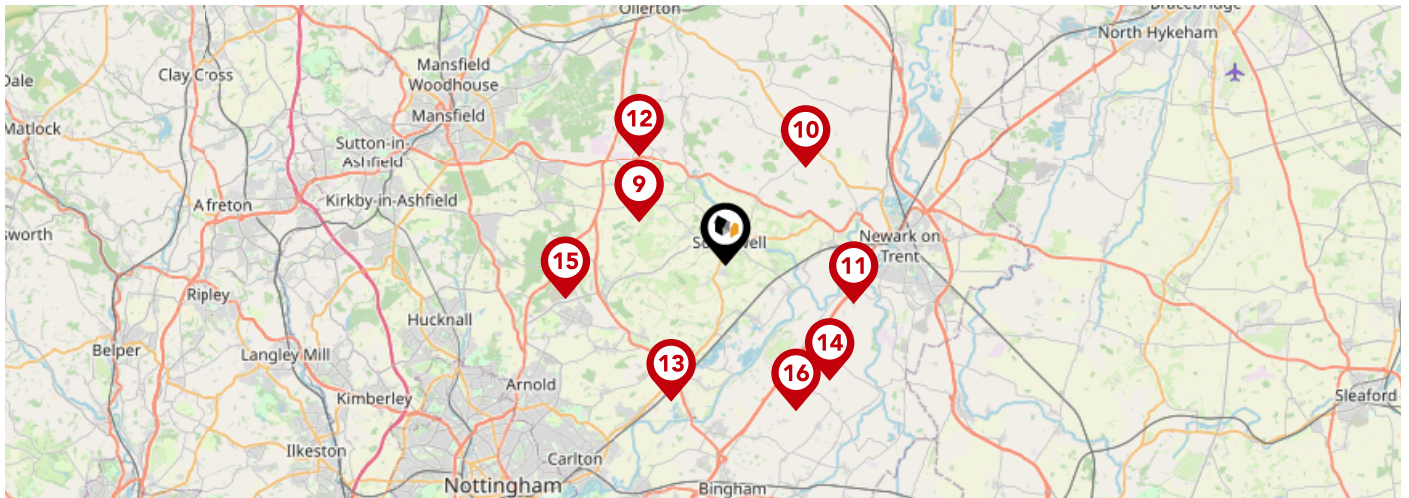 Ollerton
Bracebridge
North Hykeham
Clay Cross
Mansfield
Woodhouse
Dale
Mansfield
12
10
Matlock
Sutton-in-
Ashfield
9
Kirkby-in-Ashfield
Alfreton
sworth
Newark on
Trent
15
11
Ripley
Hucknall
14
Belper
Langley Mill
13
16
Arnold
Kimberley
Sleaford
Ilkeston
Carlton
Nottingham
Bingham